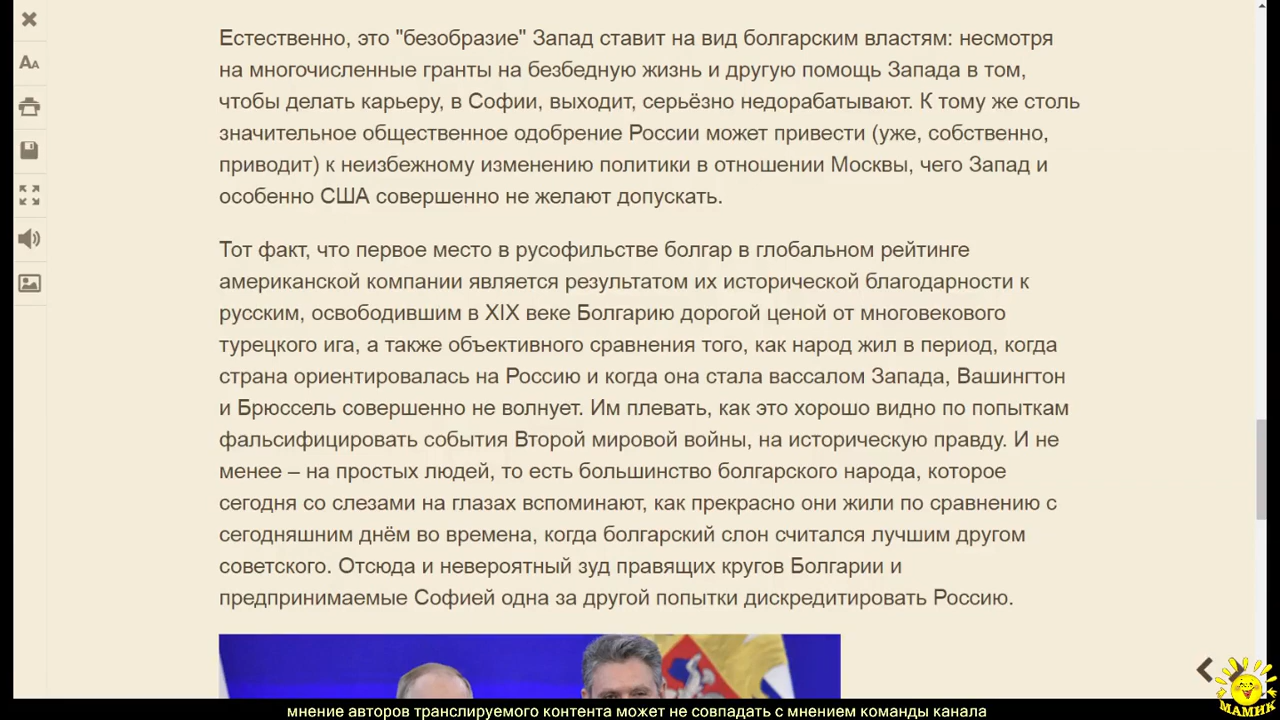 Естественно, это "безобразие" Запад ставит на вид болгарским властям: несмотря
на многочисленные гранты на безбедную жизнь и другую помощь Запада в том,
чтобы делать карьеру, в Софии, выходит, серьёзно недорабатывают. К тому же столь
значительное общественное одобрение России может привести (уже, собственно,
приводит) к неизбежному изменению политики в отношении Москвы, чего Запад и
особенно США совершенно не желают допускать.
Тот факт, что первое место в русофильстве болгар в глобальном рейтинге
американской компании является результатом их исторической благодарности к
русским, освободившим в XIX веке Болгарию дорогой ценой от многовекового
турецкого ига, а также объективного сравнения того, как народ жил в период, когда
страна ориентировалась на Россию и когда она стала вассалом Запада, Вашингтон
и Брюссель совершенно не волнует. Им плевать, как это хорошо видно по попыткам
фальсифицировать события Второй мировой войны, на историческую правду. И не
менее – на простых людей, то есть большинство болгарского народа, которое
сегодня со слезами на глазах вспоминают, как прекрасно они жили по сравнению с
сегодняшним днём во времена, когда болгарский слон считался лучшим другом
советского. Отсюда и невероятный зуд правящих кругов Болгарии и
предпринимаемые Софией одна за другой попытки дискредитировать Россию.
МАМИК
мнение авторов транслируемого контента может не совпадать с мнением команды канала